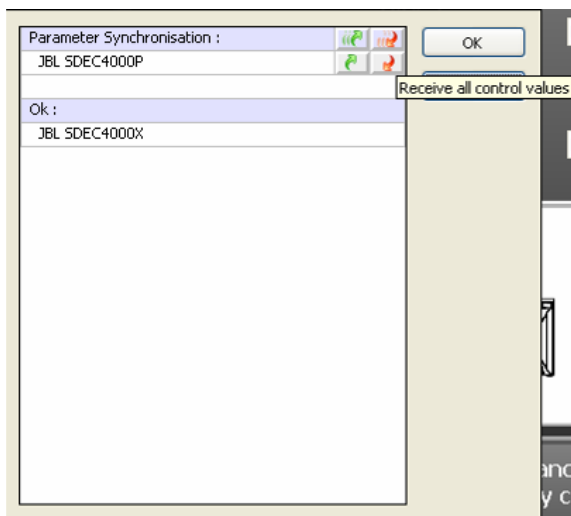 Parameter Synchronisation :
OK
JBL SDEC4000P
Receive all control values
Ok :
JBL SDEC4000X
y c